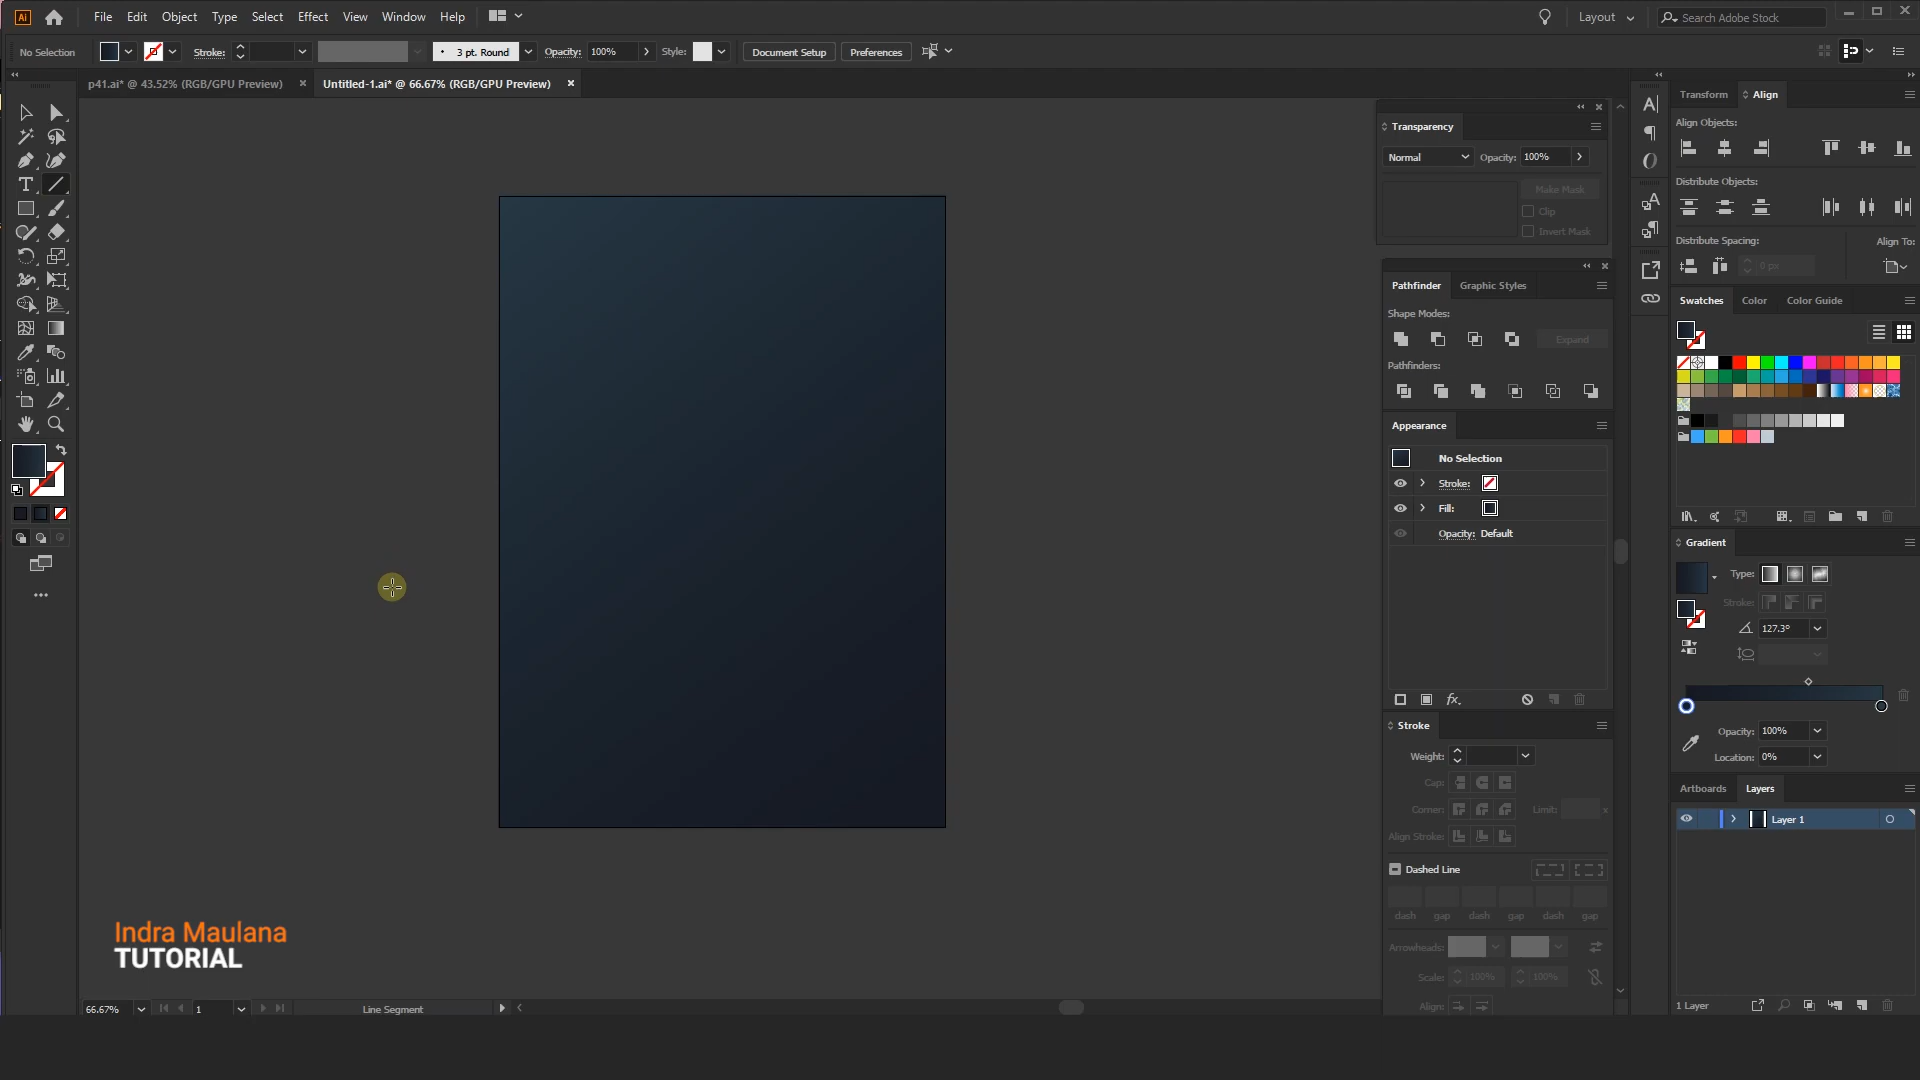 Ai File Edit Object Type Select Effect View Window Help Layout Search Adobe Stock
No Selection Stroke: 3 pt. Round Opacity: 100% Style: Document Setup Preferences
p41.ai* @ 43.52% (RGB/GPU Preview) Untitled-1.ai* @ 66.67% (RGB/GPU Preview)
Transparency
Normal Opacity: 100%
Make Mask
Clip
Invert Mask
Pathfinder Graphic Styles
Shape Modes:
Expand
Pathfinders:
Appearance
No Selection
Stroke:
Fill:
Opacity: Default
Stroke
Weight:
Cap:
Corner: Limit: x
Align Stroke:
Dashed Line
dash gap dash gap dash gap
Arrowheads:
Scale: 100% 100%
Align:
Transform Align
Align Objects:
Distribute Objects:
Distribute Spacing: Align To:
0 px
Swatches Color Color Guide
Gradient
Type:
Stroke:
127.3°
Opacity: 100%
Location: 0%
Artboards Layers
Layer 1
1 Layer
Indra Maulana
TUTORIAL
66.67% 1 Line Segment